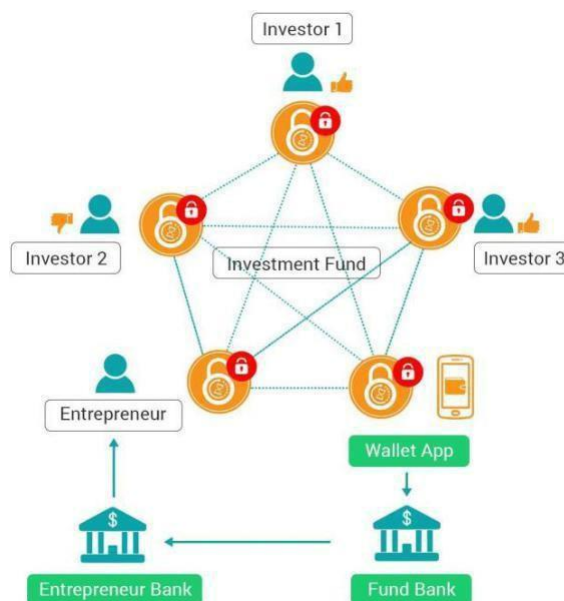 Investor 1
Investor 2
Investment Fund
Investor 3
Entrepreneur
Wallet App
$
$
Entrepreneur Bank
Fund Bank